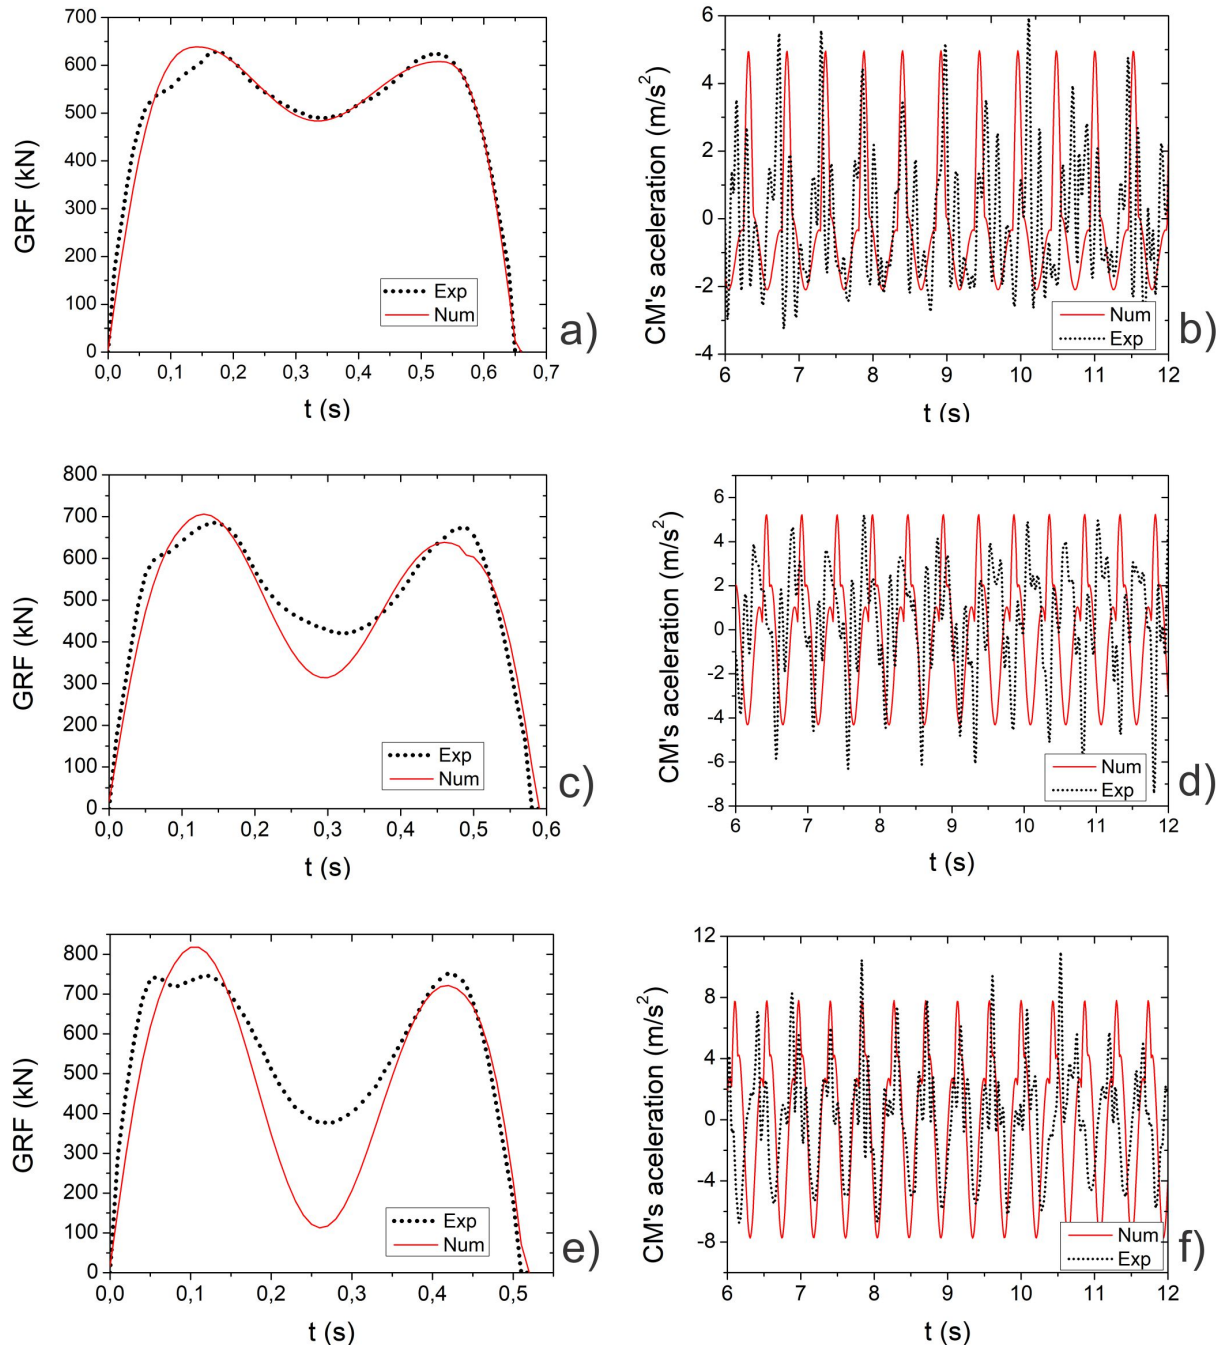 700
600
500
400
300
200
100
0
GRF (kN)
0,0 0,1 0,2 0,3 0,4 0,5 0,6 0,7
t (s)
Exp
Num
a)
6
4
2
0
-2
-4
CM's aceleration (m/s²)
6 7 8 9 10 11 12
t (s)
Num
Exp
b)
800
700
600
500
400
300
200
100
0
GRF (kN)
0,0 0,1 0,2 0,3 0,4 0,5 0,6
t (s)
Exp
Num
c)
6
4
2
0
-2
-4
-6
-8
CM's aceleration (m/s²)
6 7 8 9 10 11 12
t (s)
Num
Exp
d)
800
700
600
500
400
300
200
100
0
GRF (kN)
0,0 0,1 0,2 0,3 0,4 0,5
t (s)
Exp
Num
e)
12
8
4
0
-4
-8
CM's aceleration (m/s²)
6 7 8 9 10 11 12
t (s)
Num
Exp
f)